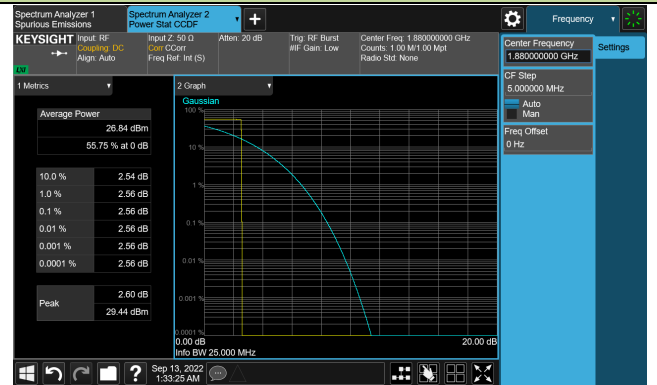 Spectrum Analyzer 1
Spurious Emissions
Spectrum Analyzer 2
Power Stat CCDF
Frequency
KEYSIGHT
Input: RF
Coupling: DC
Align: Auto
Input Z: 50 Ω
Corr CCorr
Freq Ref: Int (S)
Atten: 20 dB
Trig: RF Burst
#IF Gain: Low
Center Freq: 1.880000000 GHz
Counts: 1.00 M/1.00 Mpt
Radio Std: None
LXI
Center Frequency
1.880000000 GHz
Settings
CF Step
5.000000 MHz
Auto
Man
Freq Offset
0 Hz
1 Metrics
Average Power
26.84 dBm
55.75 % at 0 dB
10.0 % 2.54 dB
1.0 % 2.56 dB
0.1 % 2.56 dB
0.01 % 2.56 dB
0.001 % 2.56 dB
0.0001 % 2.56 dB
Peak
2.60 dB
29.44 dBm
2 Graph
Gaussian
100 %
10 %
1 %
0.1 %
0.01 %
0.001 %
0.0001 %
0.00 dB 20.00 dB
Info BW 25.000 MHz
? Sep 13, 2022
1:33:25 AM